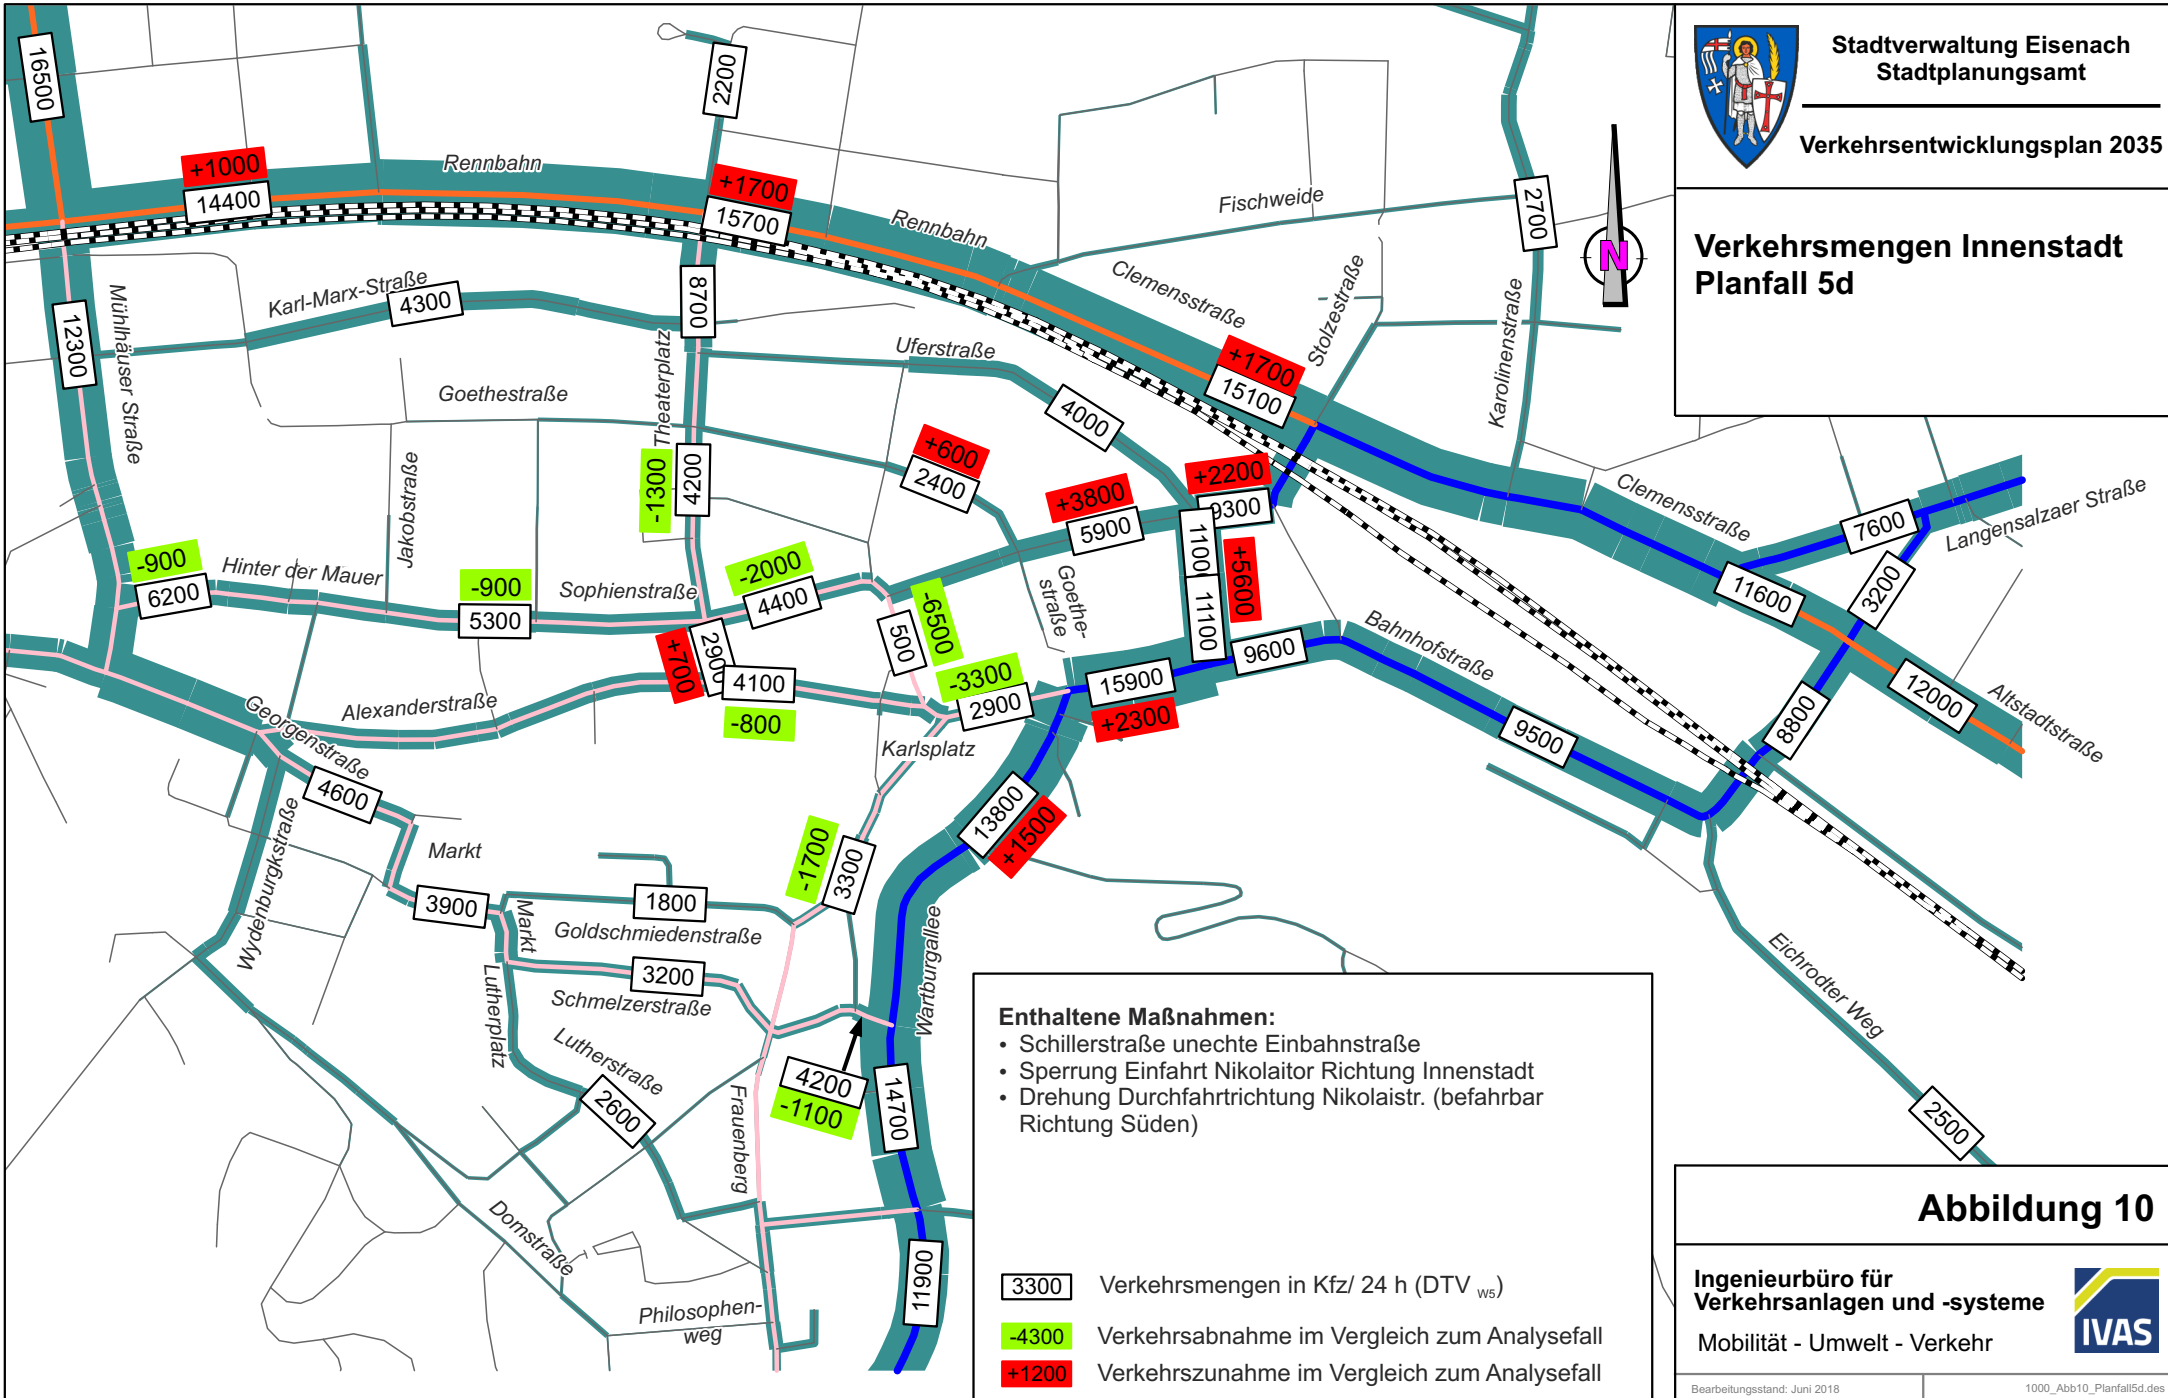 Stadtverwaltung Eisenach
Stadtplanungsamt
Verkehrsentwicklungsplan 2035
Verkehrsmengen Innenstadt
Planfall 5d
N
16500
+1000
14400
Rennbahn
2200
+1700
15700
Rennbahn
Fischweide
2700
Clemensstraße
Stolzestraße
Karolinenstraße
+1700
15100
Mühlhäuser Straße
12300
Karl-Marx-Straße
4300
8700
Theaterplatz
Uferstraße
4000
Goethestraße
Jakobstraße
-1300
4200
+600
2400
+3800
5900
+2200
9300
1100
11100
+5600
Clemensstraße
7600
Langensalzaer Straße
11600
3200
-900
6200
Hinter der Mauer
-900
5300
Sophienstraße
-2000
4400
-6500
500
Goethe-
straße
+700
2900
4100
-800
-3300
2900
15900
+2300
9600
Bahnhofstraße
9500
8800
12000
Altstadtstraße
Georgenstraße
Alexanderstraße
Karlsplatz
4600
Wydenburgkstraße
Markt
3900
Markt
1800
Goldschmiedenstraße
-1700
3300
13800
+1500
Wartburgallee
3200
Schmelzerstraße
Lutherplatz
Lutherstraße
2600
4200
-1100
14700
Frauenberg
Domstraße
Philosophen-
weg
11900
Eichrodter Weg
2500
Enthaltene Maßnahmen:
• Schillerstraße unechte Einbahnstraße
• Sperrung Einfahrt Nikolaitor Richtung Innenstadt
• Drehung Durchfahrtrichtung Nikolaistr. (befahrbar
Richtung Süden)
3300 Verkehrsmengen in Kfz/ 24 h (DTV W5)
-4300 Verkehrsabnahme im Vergleich zum Analysefall
+1200 Verkehrszunahme im Vergleich zum Analysefall
Abbildung 10
Ingenieurbüro für
Verkehrsanlagen und -systeme
Mobilität - Umwelt - Verkehr
IVAS
Bearbeitungsstand: Juni 2018
1000_Abb10_Planfall5d.des